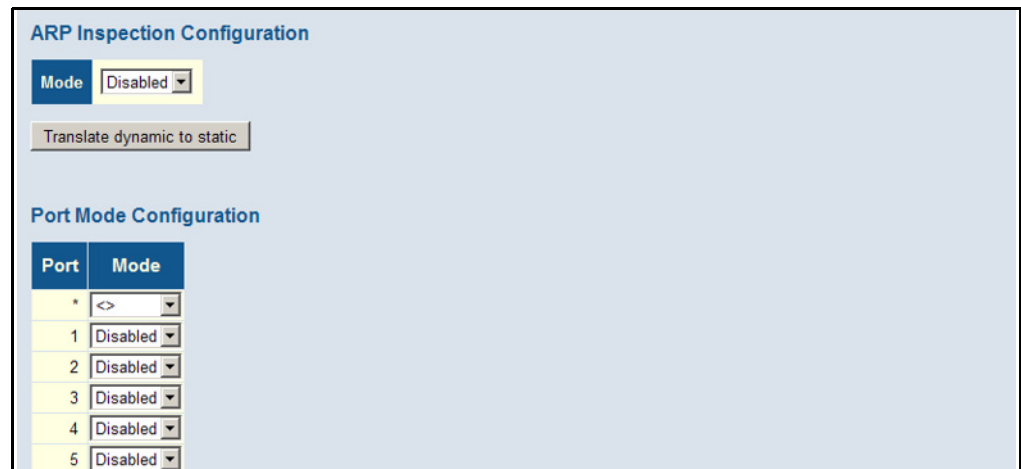 ARP Inspection Configuration
Mode Disabled
Translate dynamic to static
Port Mode Configuration
Port Mode
* <>
1 Disabled
2 Disabled
3 Disabled
4 Disabled
5 Disabled